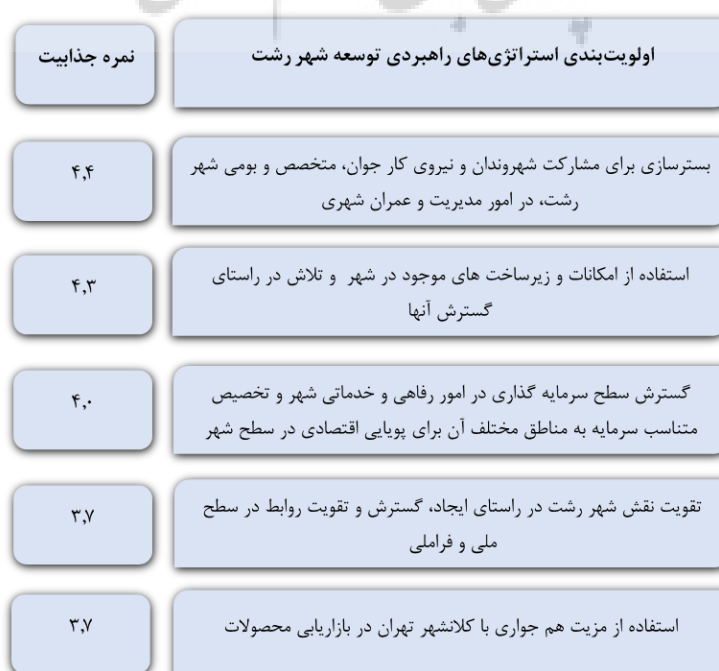 اولویت‌بندی استراتژی‌های راهبردی توسعه شهر رشت
نمره جذابیت
بسترسازی برای مشارکت شهروندان و نیروی کار جوان، متخصص و بومی شهر
رشت، در امور مدیریت و عمران شهری
۴,۴
استفاده از امکانات و زیرساخت های موجود در شهر و تلاش در راستای
گسترش آنها
۴,۳
گسترش سطح سرمایه گذاری در امور رفاهی و خدماتی شهر و تخصیص
متناسب سرمایه به مناطق مختلف آن برای پویایی اقتصادی در سطح شهر
۴,۰
تقویت نقش شهر رشت در راستای ایجاد، گسترش و تقویت روابط در سطح
ملی و فراملی
۳,۷
استفاده از مزیت هم جواری با کلانشهر تهران در بازاریابی محصولات
۳,۷